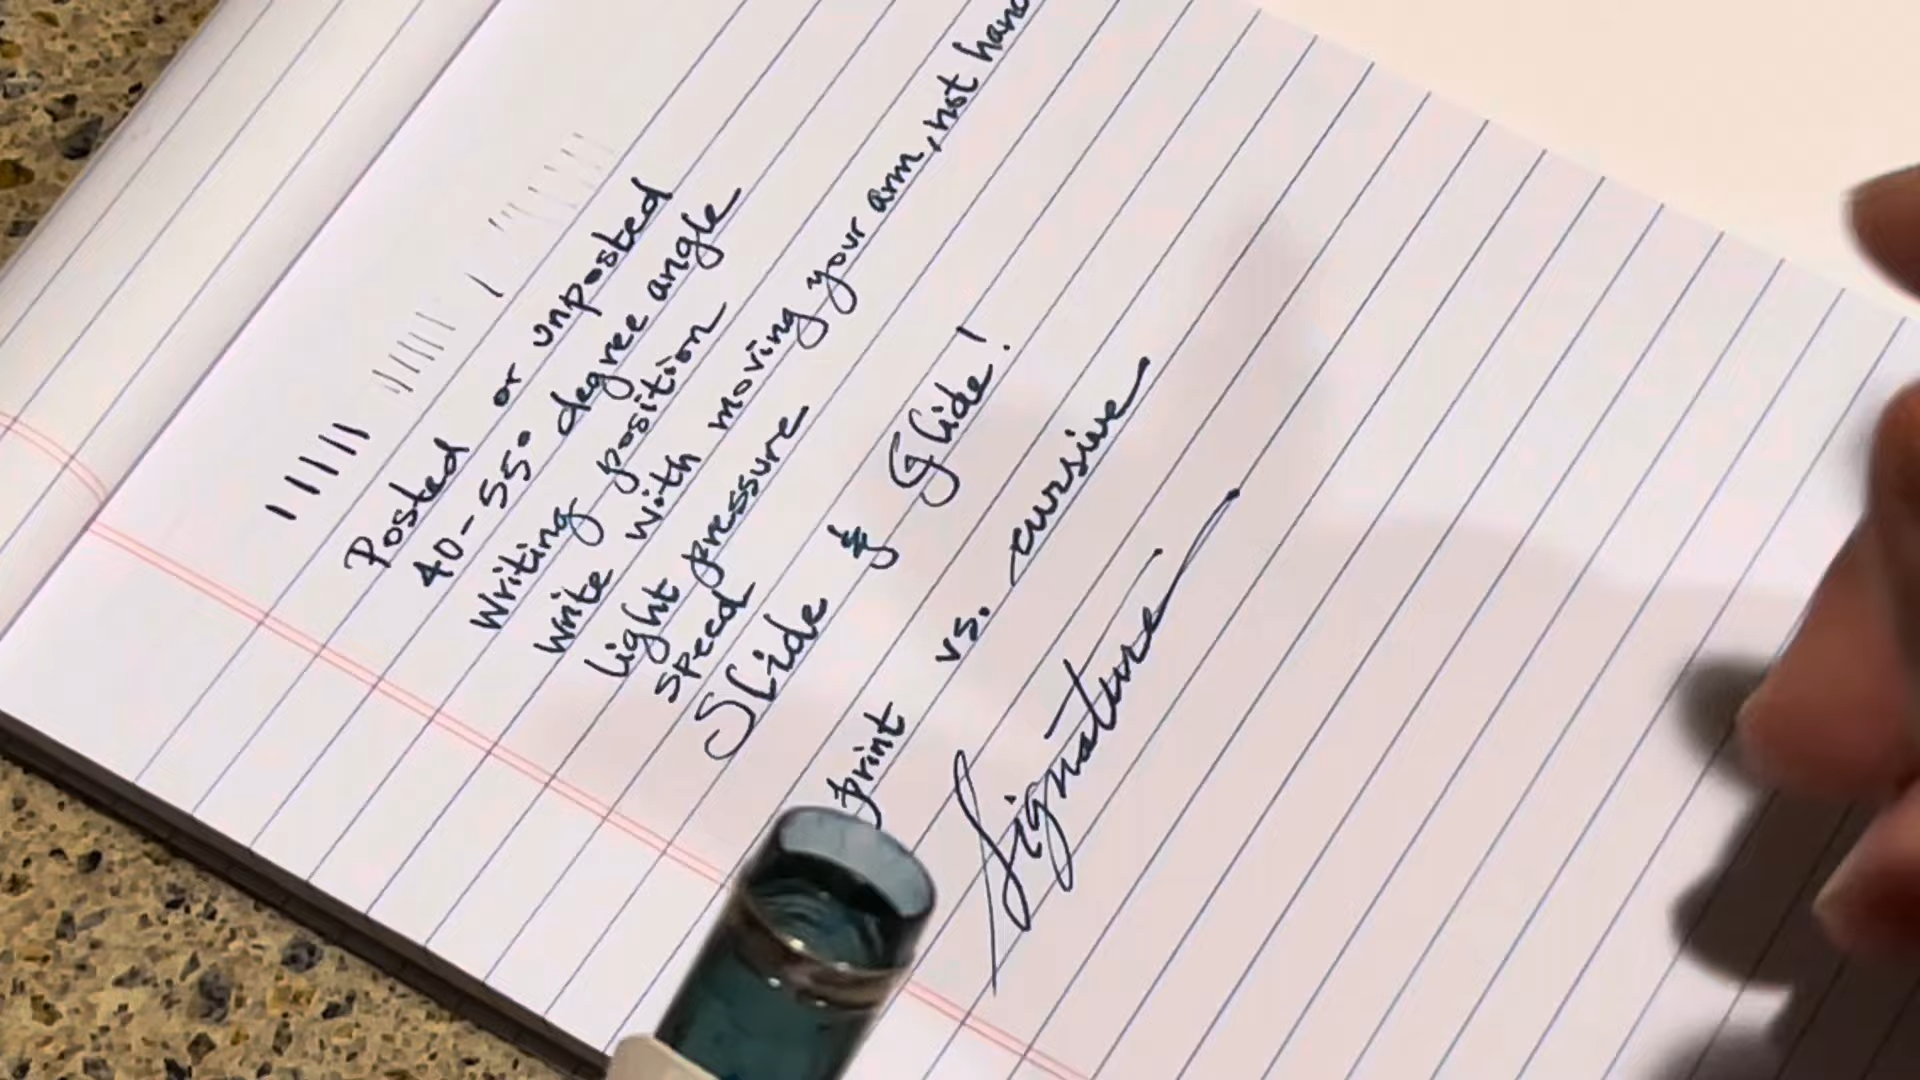 Posted or unposted
40-55° degree angle
Writing position
Write with moving your arm, not hand
Light pressure
speed
Slide & Glide!
print vs. cursive
Signature